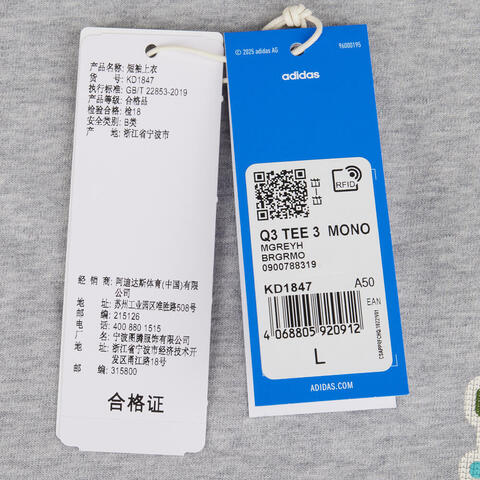 产品名称: 短袖上衣
货 号: KD1847
执行标准: GB/T 22853-2019
产品等级: 合格品
检验合格: 检18
安全类别: B类
产 地: 浙江省宁波市
经 销 商: 阿迪达斯体育(中国)有限
公司
地 址: 苏州工业园区唯胜路508号
邮 编: 215126
电 话: 400 880 1515
厂 名: 宁波图腾服饰有限公司
地 址: 浙江省宁波市经济技术开
发区甬江路18号
邮 编: 315800
合格证
© 2025 adidas AG
96000195
adidas
RFID
Q3 TEE 3 MONO
MGREYH
BRGRMO
0900788319
KD1847 A50
EAN
4 068805 920912
L
ADIDAS.COM